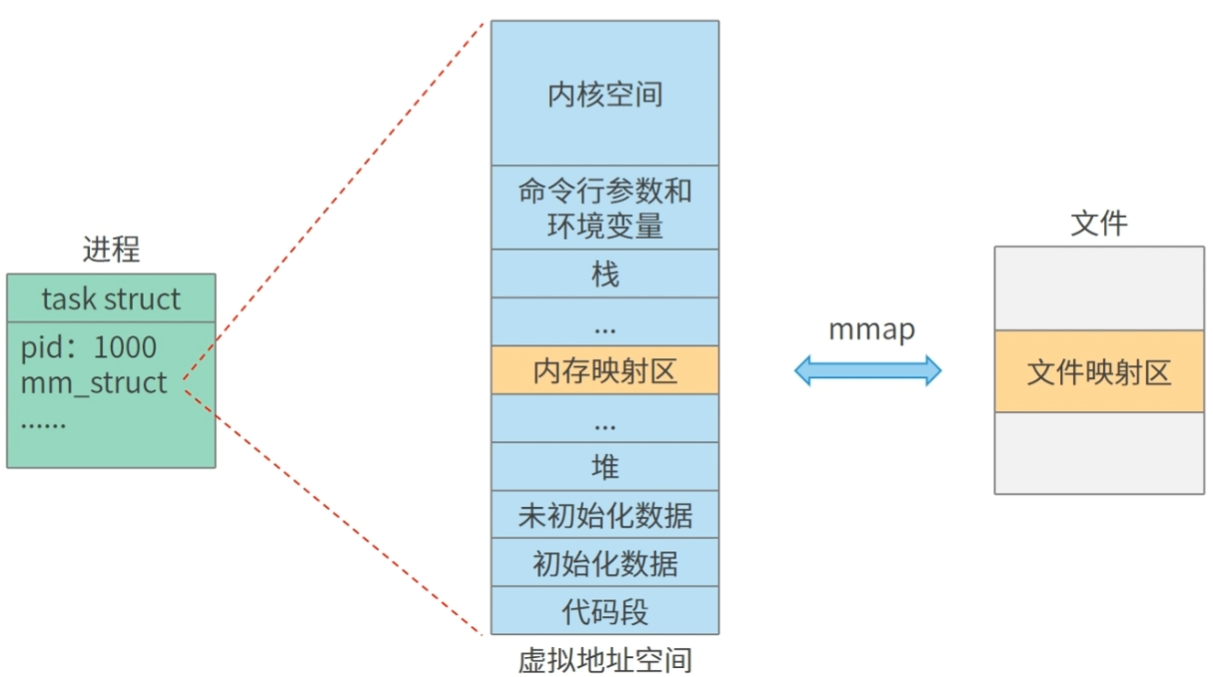 进程
task struct
pid：1000
mm_struct
......
内核空间
命令行参数和
环境变量
栈
...
内存映射区
...
堆
未初始化数据
初始化数据
代码段
虚拟地址空间
mmap
文件
文件映射区